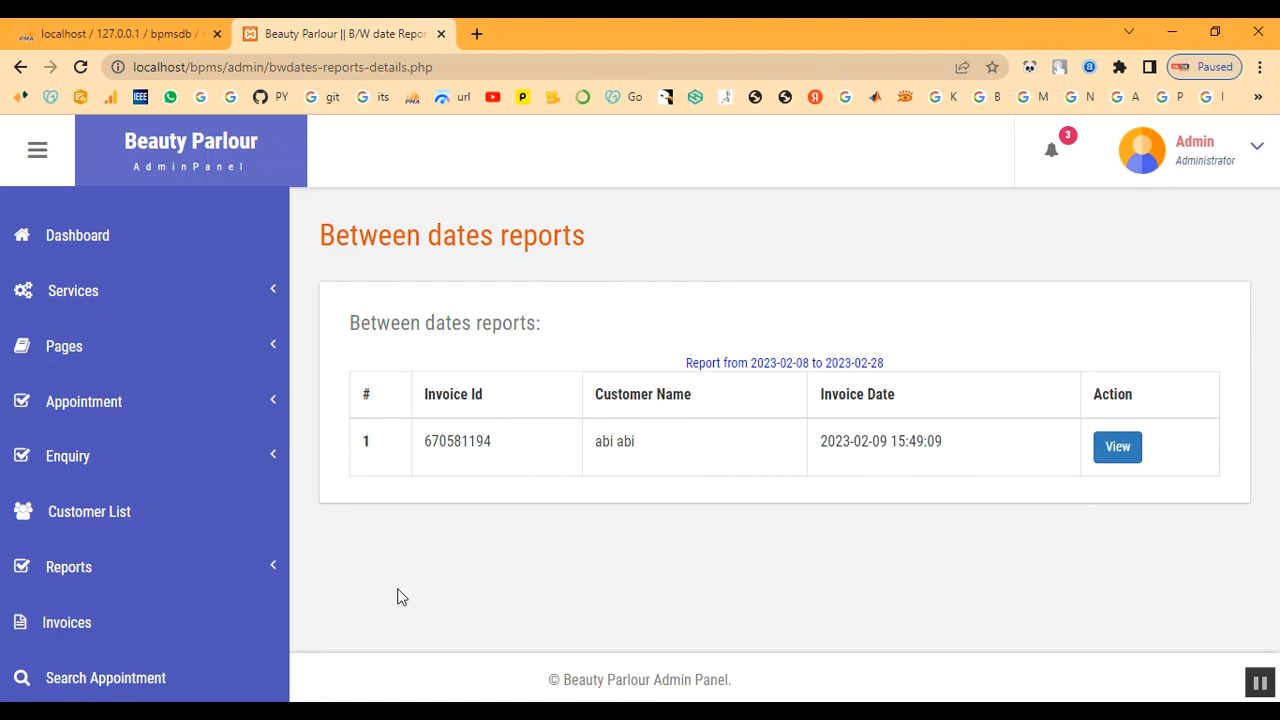 localhost / 127.0.0.1 / bpmsdb /
Beauty Parlour || B/W date Repor
localhost/bpms/admin/bwdates-reports-details.php
Paused
IEEE
PY
git
its
url
Go
K
B
M
N
A
P
I
Beauty Parlour
AdminPanel
3
Admin
Administrator
Dashboard
Services
Pages
Appointment
Enquiry
Customer List
Reports
Invoices
Search Appointment
Between dates reports
Between dates reports:
Report from 2023-02-08 to 2023-02-28
# Invoice Id Customer Name Invoice Date Action
1 670581194 abi abi 2023-02-09 15:49:09 View
© Beauty Parlour Admin Panel.